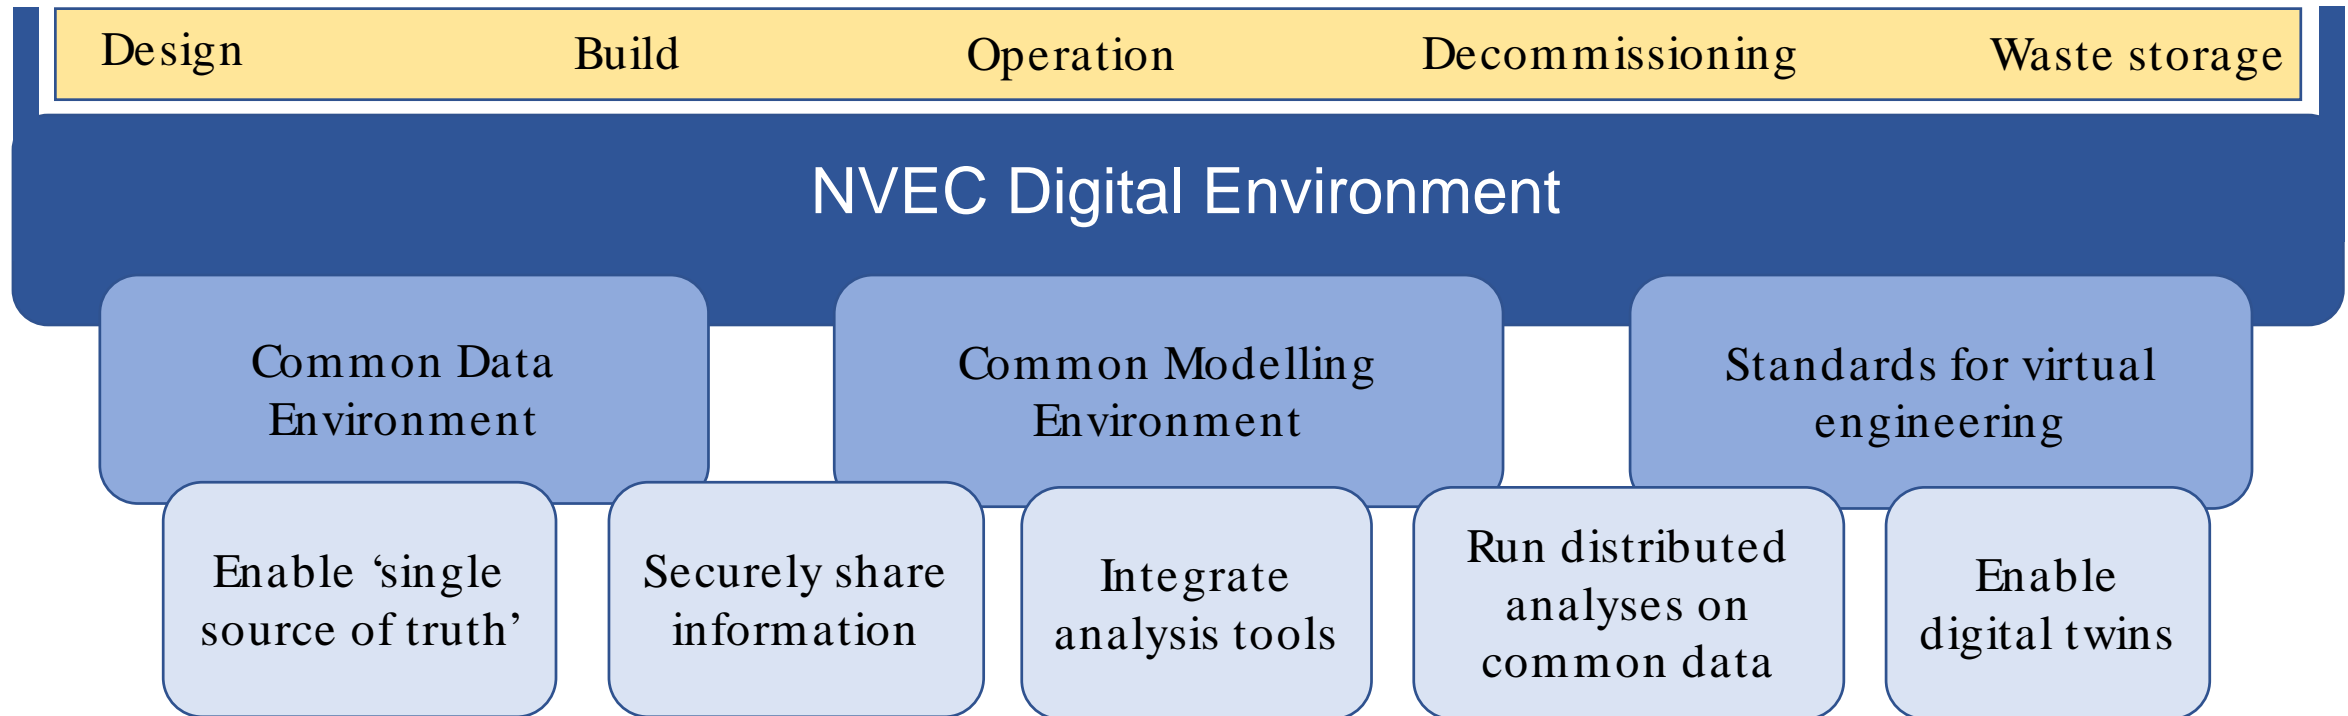 Design Build Operation Decommissioning Waste storage
NVEC Digital Environment
Common Data
Environment
Common Modelling
Environment
Standards for virtual
engineering
Enable ‘single
source of truth’
Securely share
information
Integrate
analysis tools
Run distributed
analyses on
common data
Enable
digital twins